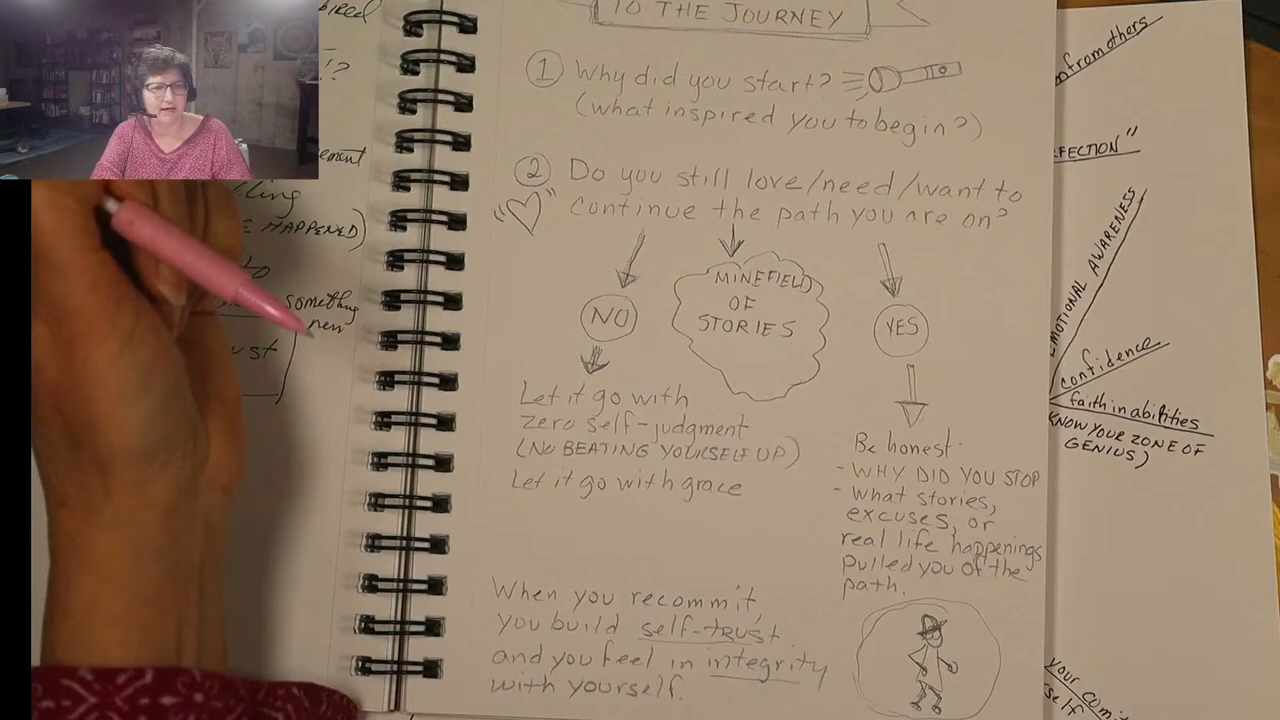 TO THE JOURNEY
① Why did you start?
(what inspired you to begin?)
② Do you still love/need/want to
continue the path you are on?
NO
MINEFIELD
OF
STORIES
YES
Let it go with
zero self-judgment
(NO BEATING YOURSELF UP)
Let it go with grace
Be honest
- WHY DID YOU STOP
- What stories,
excuses, or
real life happenings
pulled you of the
path.
When you recommit
you build self-trust
and you feel in integrity
with yourself.
E HAPPENED)
to
something
new
ust
from others
FECTION"
EMOTIONAL AWARENESS
confidence
faith in abilities
KNOW YOUR ZONE OF
GENIUS)
your
self